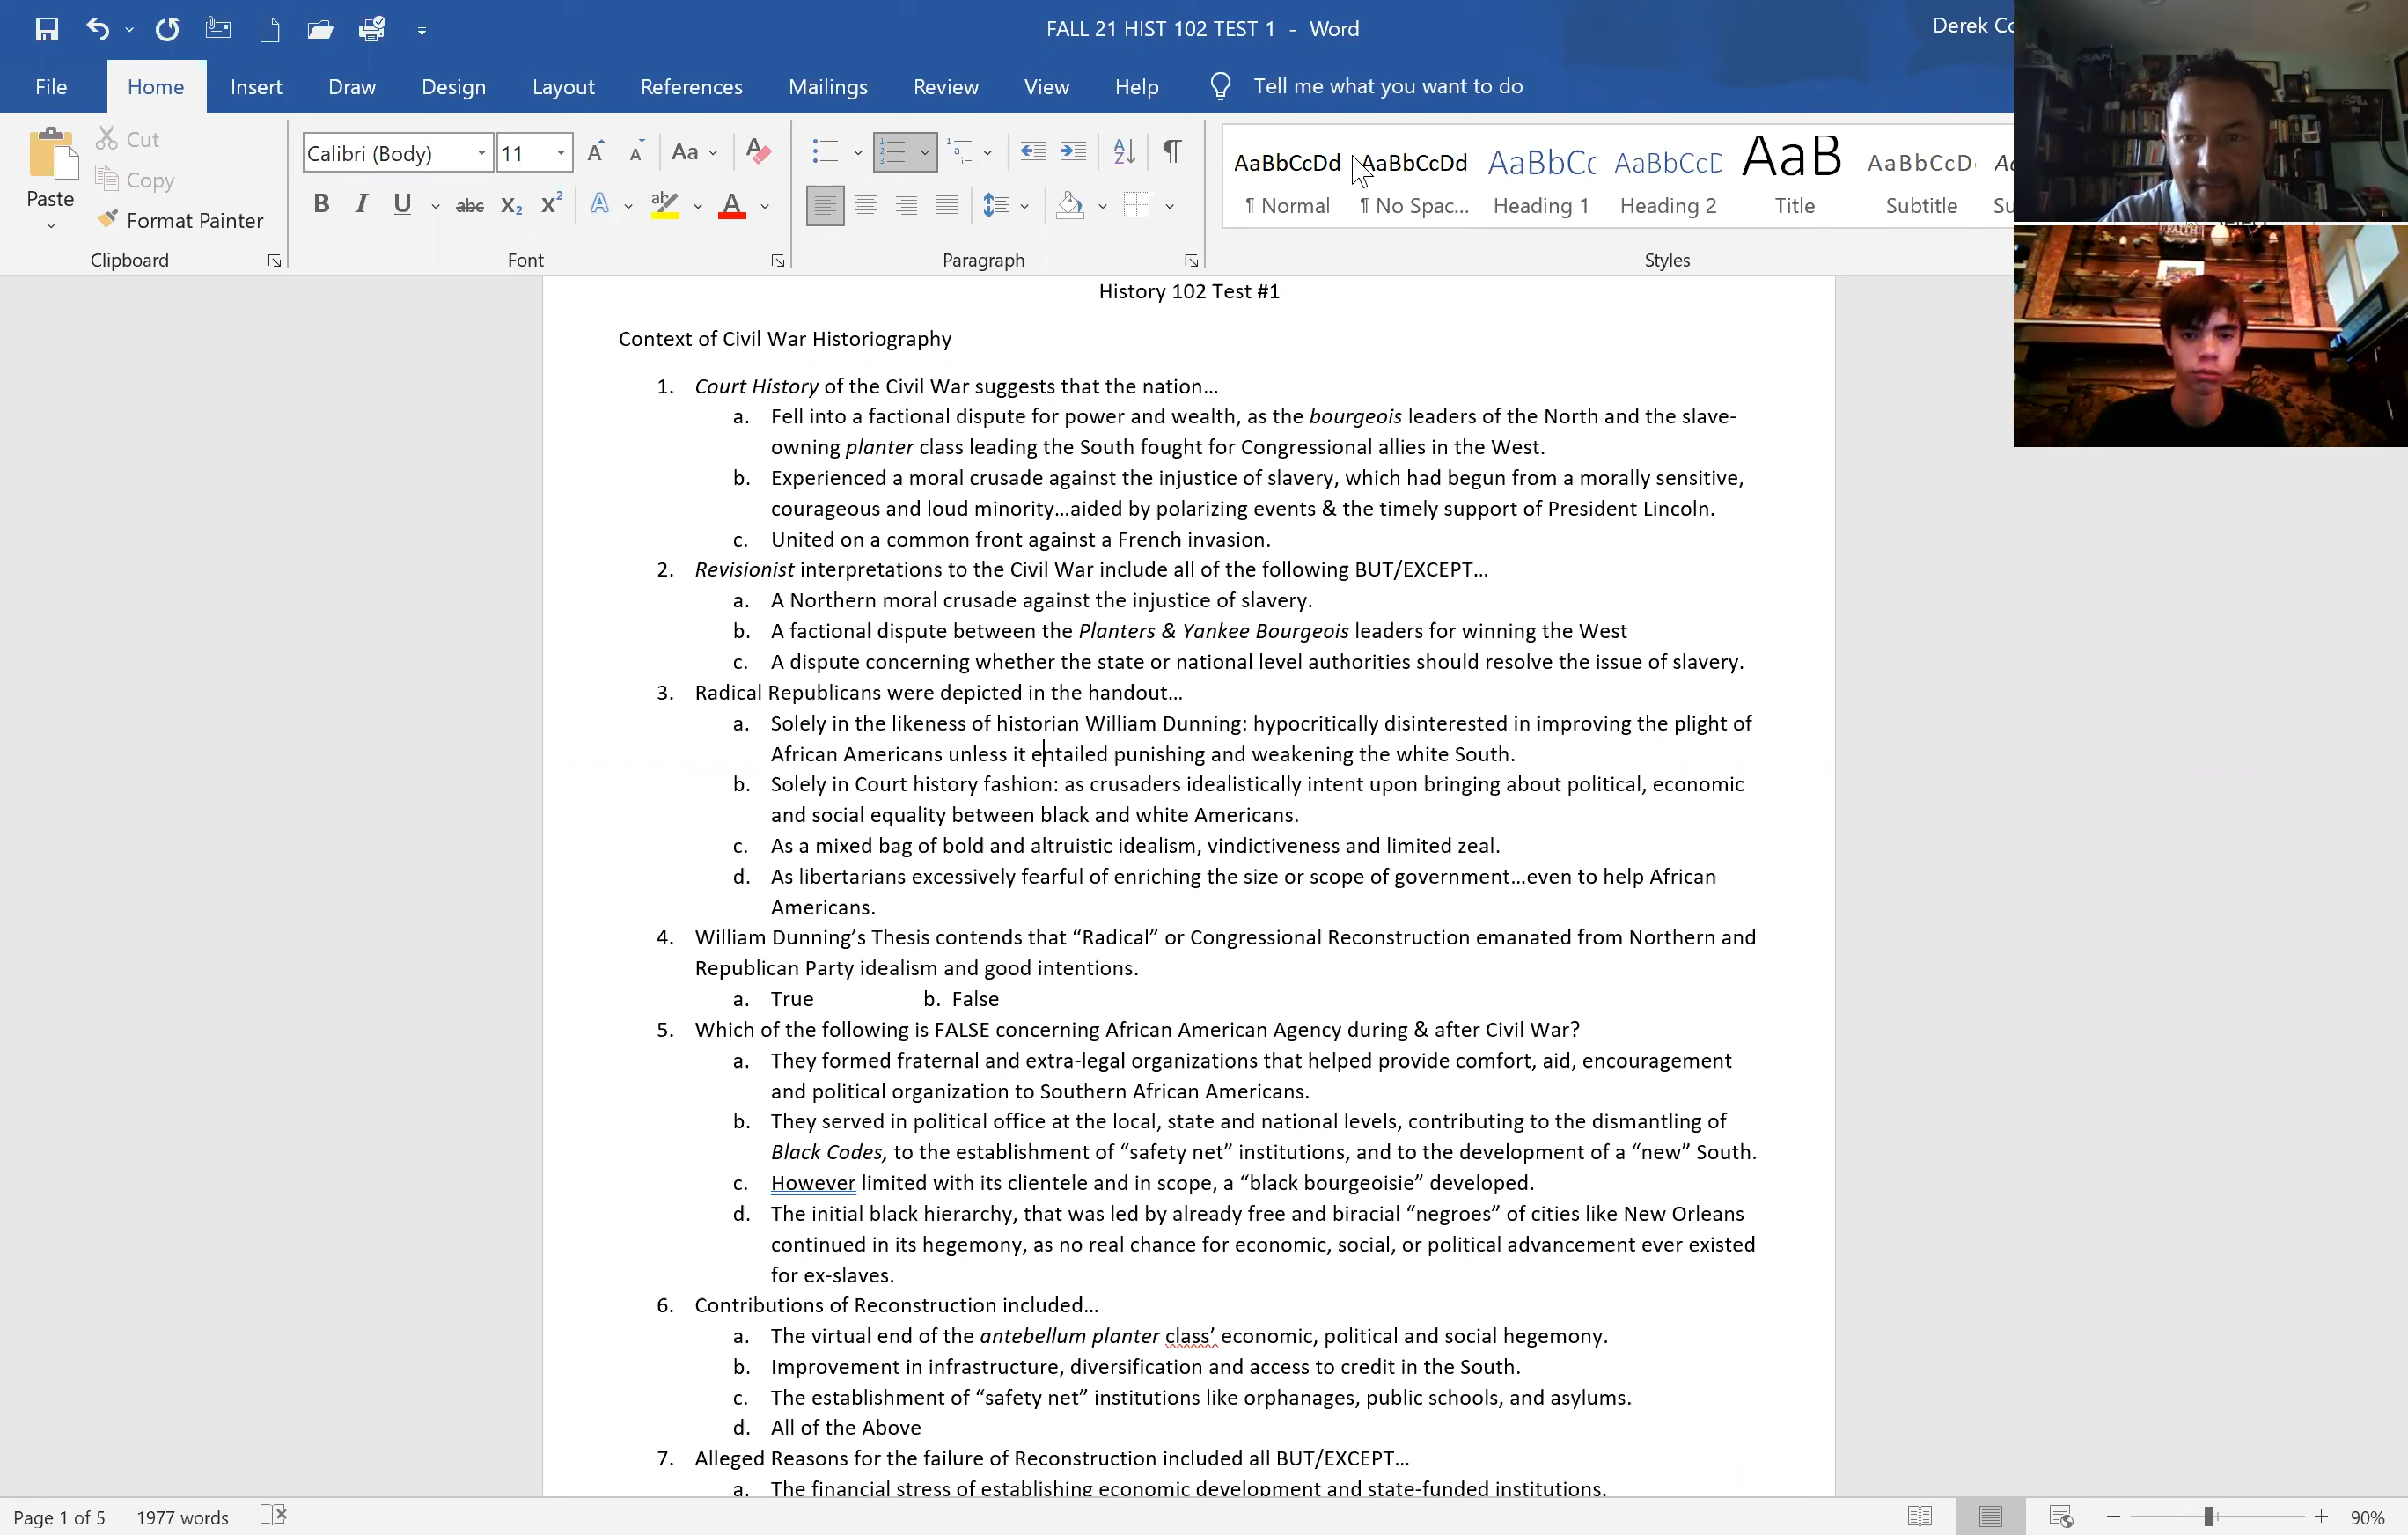 FALL 21 HIST 102 TEST 1 - Word
Derek Co
File Home Insert Draw Design Layout References Mailings Review View Help Tell me what you want to do
Paste
Cut
Copy
Format Painter
Calibri (Body) 11
AaBbCcDd AaBbCcDd AaBbCc AaBbCcD AaB AaBbCcD
¶ Normal ¶ No Spac... Heading 1 Heading 2 Title Subtitle Su
Clipboard Font Paragraph Styles
History 102 Test #1
Context of Civil War Historiography
1. Court History of the Civil War suggests that the nation…
a. Fell into a factional dispute for power and wealth, as the bourgeois leaders of the North and the slave-
owning planter class leading the South fought for Congressional allies in the West.
b. Experienced a moral crusade against the injustice of slavery, which had begun from a morally sensitive,
courageous and loud minority…aided by polarizing events & the timely support of President Lincoln.
c. United on a common front against a French invasion.
2. Revisionist interpretations to the Civil War include all of the following BUT/EXCEPT…
a. A Northern moral crusade against the injustice of slavery.
b. A factional dispute between the Planters & Yankee Bourgeois leaders for winning the West
c. A dispute concerning whether the state or national level authorities should resolve the issue of slavery.
3. Radical Republicans were depicted in the handout…
a. Solely in the likeness of historian William Dunning: hypocritically disinterested in improving the plight of
African Americans unless it entailed punishing and weakening the white South.
b. Solely in Court history fashion: as crusaders idealistically intent upon bringing about political, economic
and social equality between black and white Americans.
c. As a mixed bag of bold and altruistic idealism, vindictiveness and limited zeal.
d. As libertarians excessively fearful of enriching the size or scope of government…even to help African
Americans.
4. William Dunning’s Thesis contends that “Radical” or Congressional Reconstruction emanated from Northern and
Republican Party idealism and good intentions.
a. True b. False
5. Which of the following is FALSE concerning African American Agency during & after Civil War?
a. They formed fraternal and extra-legal organizations that helped provide comfort, aid, encouragement
and political organization to Southern African Americans.
b. They served in political office at the local, state and national levels, contributing to the dismantling of
Black Codes, to the establishment of “safety net” institutions, and to the development of a “new” South.
c. However limited with its clientele and in scope, a “black bourgeoisie” developed.
d. The initial black hierarchy, that was led by already free and biracial “negroes” of cities like New Orleans
continued in its hegemony, as no real chance for economic, social, or political advancement ever existed
for ex-slaves.
6. Contributions of Reconstruction included…
a. The virtual end of the antebellum planter class’ economic, political and social hegemony.
b. Improvement in infrastructure, diversification and access to credit in the South.
c. The establishment of “safety net” institutions like orphanages, public schools, and asylums.
d. All of the Above
7. Alleged Reasons for the failure of Reconstruction included all BUT/EXCEPT…
a. The financial stress of establishing economic development and state-funded institutions.
Page 1 of 5 1977 words 90%